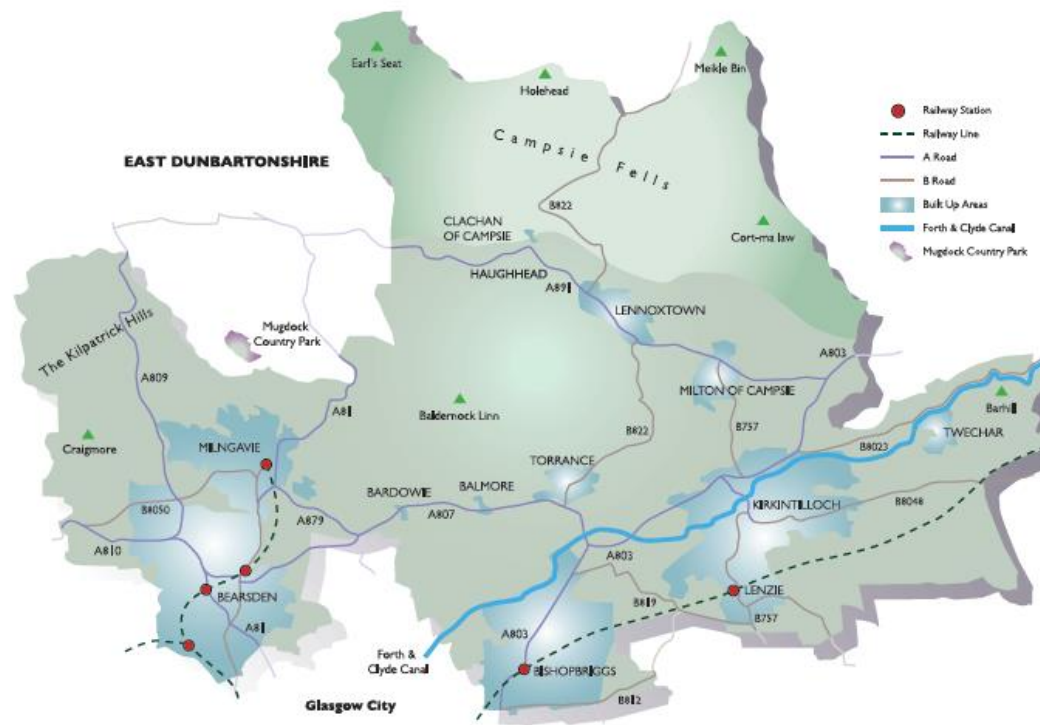 Earl's Seat
Holehead
Meikle Bin
Railway Station
Railway Line
A Road
B Road
Built Up Areas
Forth & Clyde Canal
Mugdock Country Park
EAST DUNBARTONSHIRE
Campsie Fells
B822
CLACHAN
OF CAMPSIE
Cort-ma law
HAUGHHEAD
A891
LENNOXTOWN
The Kilpatrick Hills
Mugdock
Country Park
A803
A809
MILTON OF CAMPSIE
A81
Baldernock Linn
Barhill
Craigmore
B822
B757
TWECHAR
MILNGAVIE
B8023
TORRANCE
BARDOWIE
BALMORE
KIRKINTILLOCH
B8048
B8050
A879
A807
A810
A803
BEARSDEN
LENZIE
B819
B757
A81
A803
Forth &
Clyde Canal
BISHOPBRIGGS
Glasgow City
B812